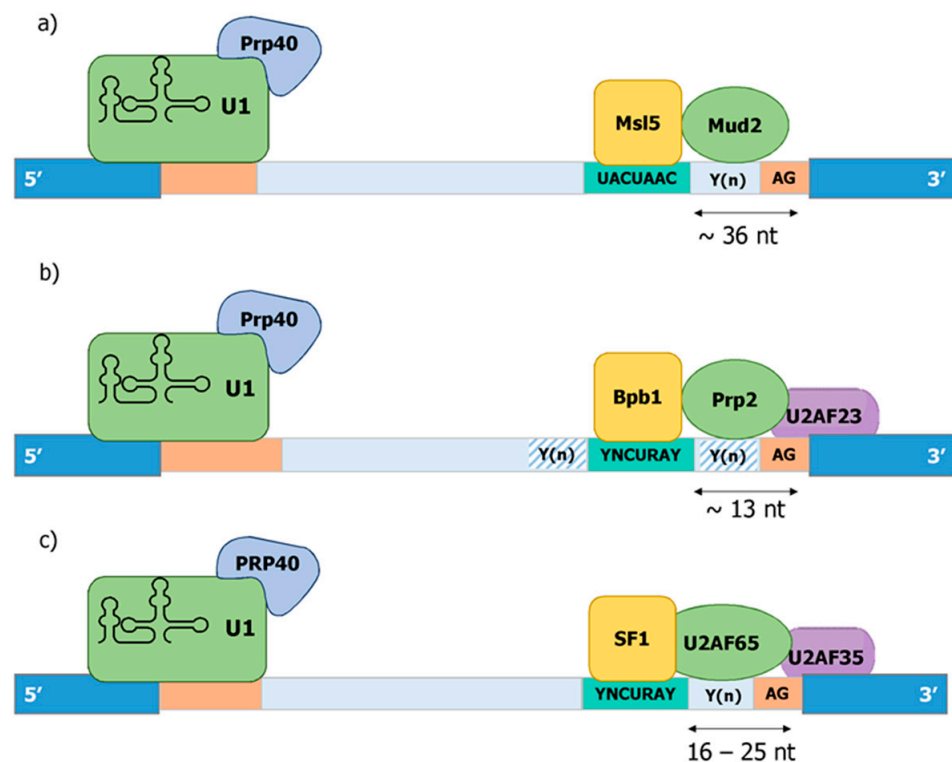 a)
Prp40
U1
Msl5
Mud2
5’
UACUAAC
Y(n)
AG
3’
~ 36 nt
b)
Prp40
U1
Bpb1
Prp2
U2AF23
5’
Y(n)
YNCURAY
Y(n)
AG
3’
~ 13 nt
c)
PRP40
U1
SF1
U2AF65
U2AF35
5’
YNCURAY
Y(n)
AG
3’
16 – 25 nt